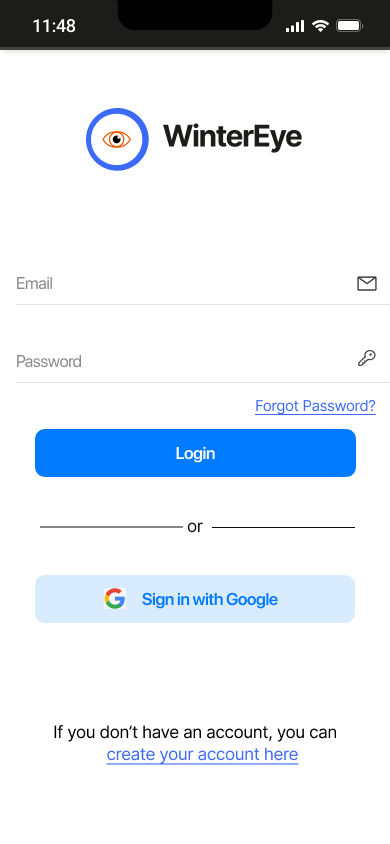 11:48
WinterEye
Email
Password
Forgot Password?
Login
or
Sign in with Google
If you don’t have an account, you can
create your account here